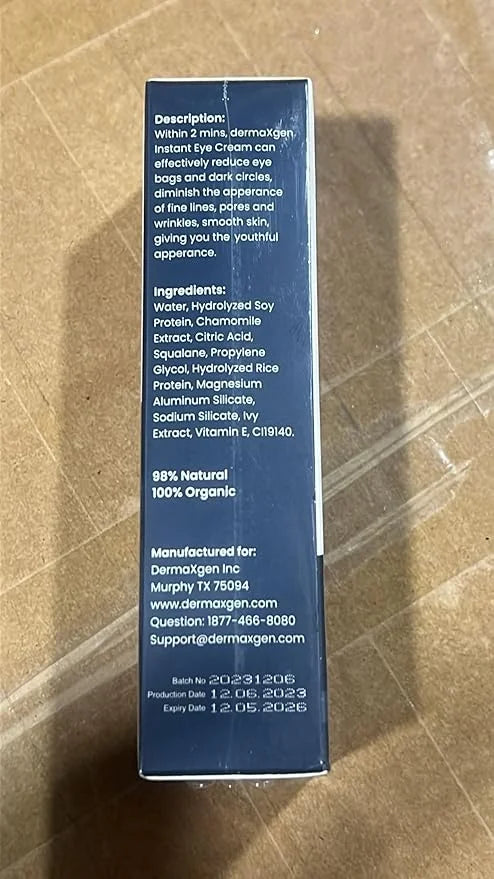 Description:
Within 2 mins, dermaXgen
Instant Eye Cream can
effectively reduce eye
bags and dark circles,
diminish the apperance
of fine lines, pores and
wrinkles, smooth skin,
giving you the youthful
apperance.
Ingredients:
Water, Hydrolyzed Soy
Protein, Chamomile
Extract, Citric Acid,
Squalane, Propylene
Glycol, Hydrolyzed Rice
Protein, Magnesium
Aluminum Silicate,
Sodium Silicate, Ivy
Extract, Vitamin E, CI19140.
98% Natural
100% Organic
Manufactured for:
DermaXgen Inc
Murphy TX 75094
www.dermaxgen.com
Question: 1877-466-8080
Support@dermaxgen.com
Batch No 20231206
Production Date 12.06.2023
Expiry Date 12.05.2026